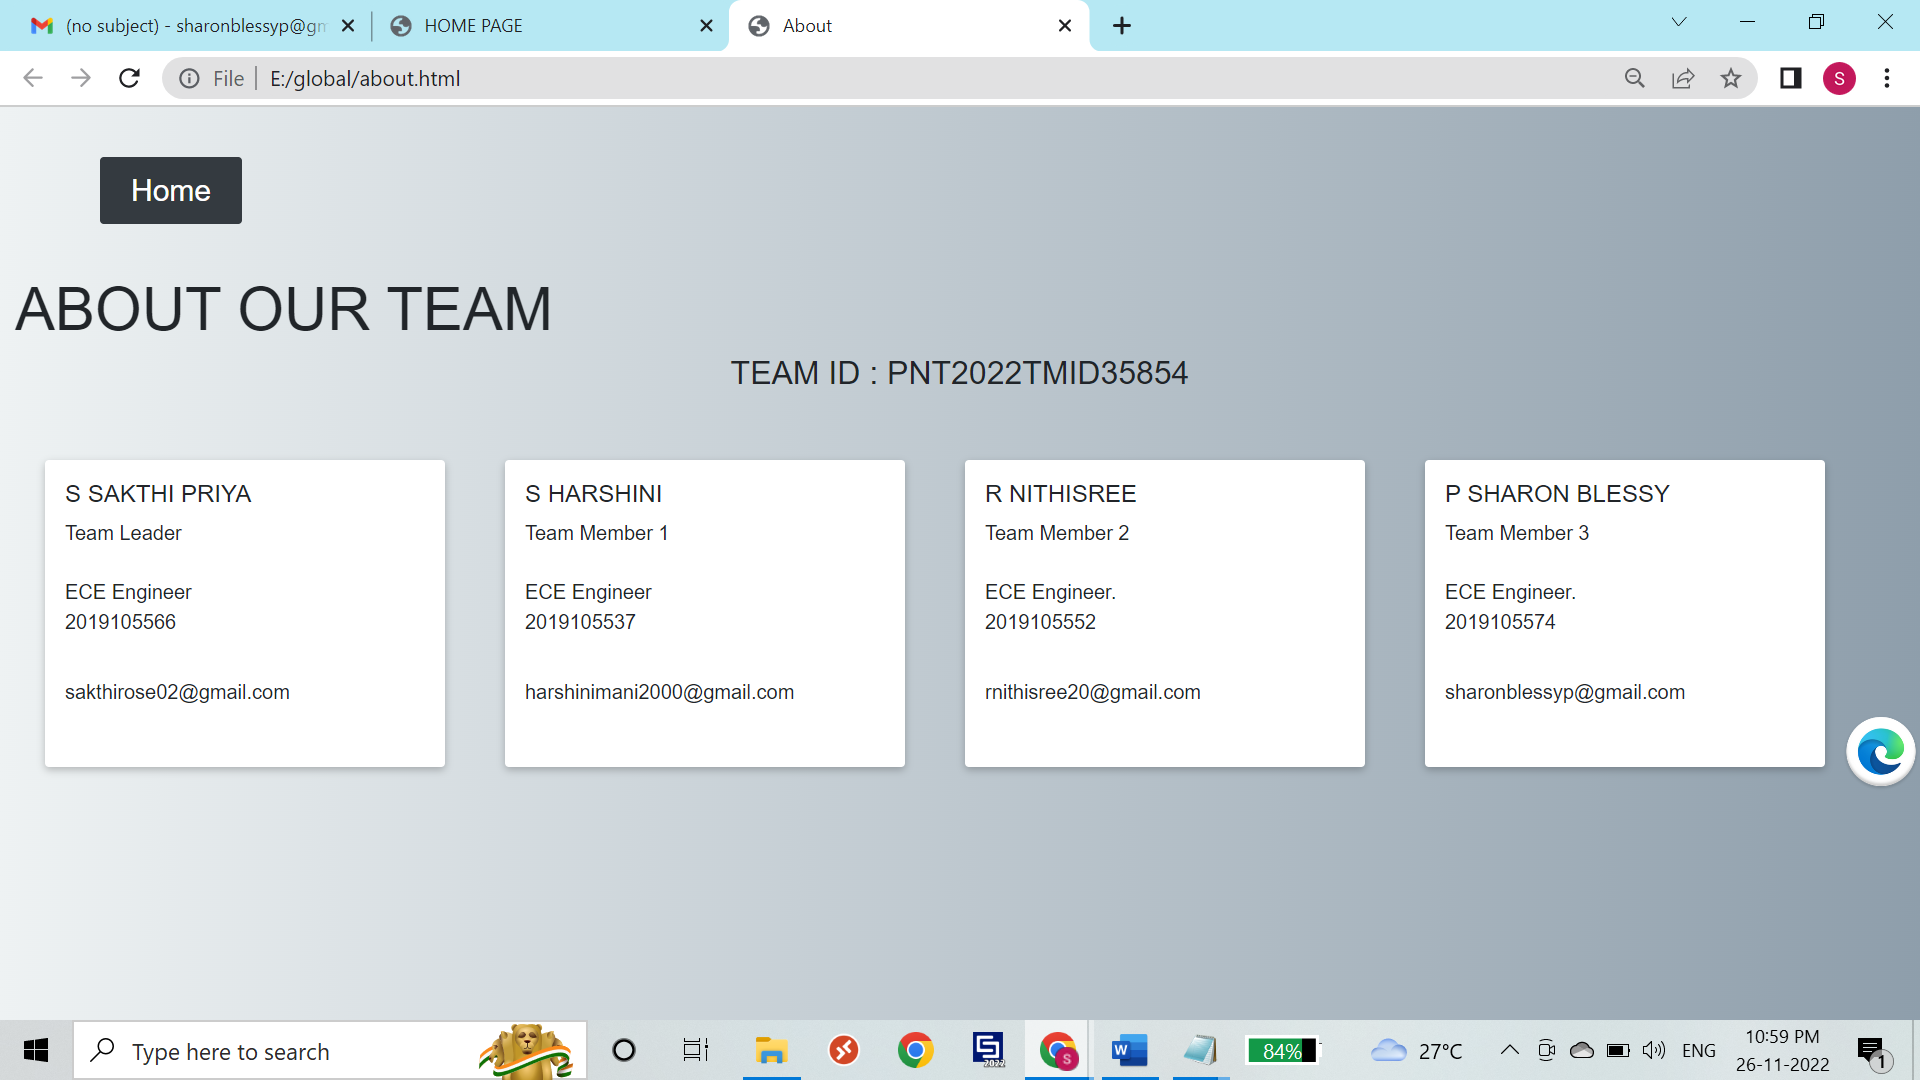 (no subject) - sharonblessyp@gm
HOME PAGE
About
File
E:/global/about.html
S
Home
ABOUT OUR TEAM
TEAM ID : PNT2022TMID35854
S SAKTHI PRIYA
Team Leader
ECE Engineer
2019105566
sakthirose02@gmail.com
S HARSHINI
Team Member 1
ECE Engineer
2019105537
harshinimani2000@gmail.com
R NITHISREE
Team Member 2
ECE Engineer.
2019105552
rnithisree20@gmail.com
P SHARON BLESSY
Team Member 3
ECE Engineer.
2019105574
sharonblessyp@gmail.com
Type here to search
S
2022
S
W
84%
27°C
ENG
10:59 PM
26-11-2022
1